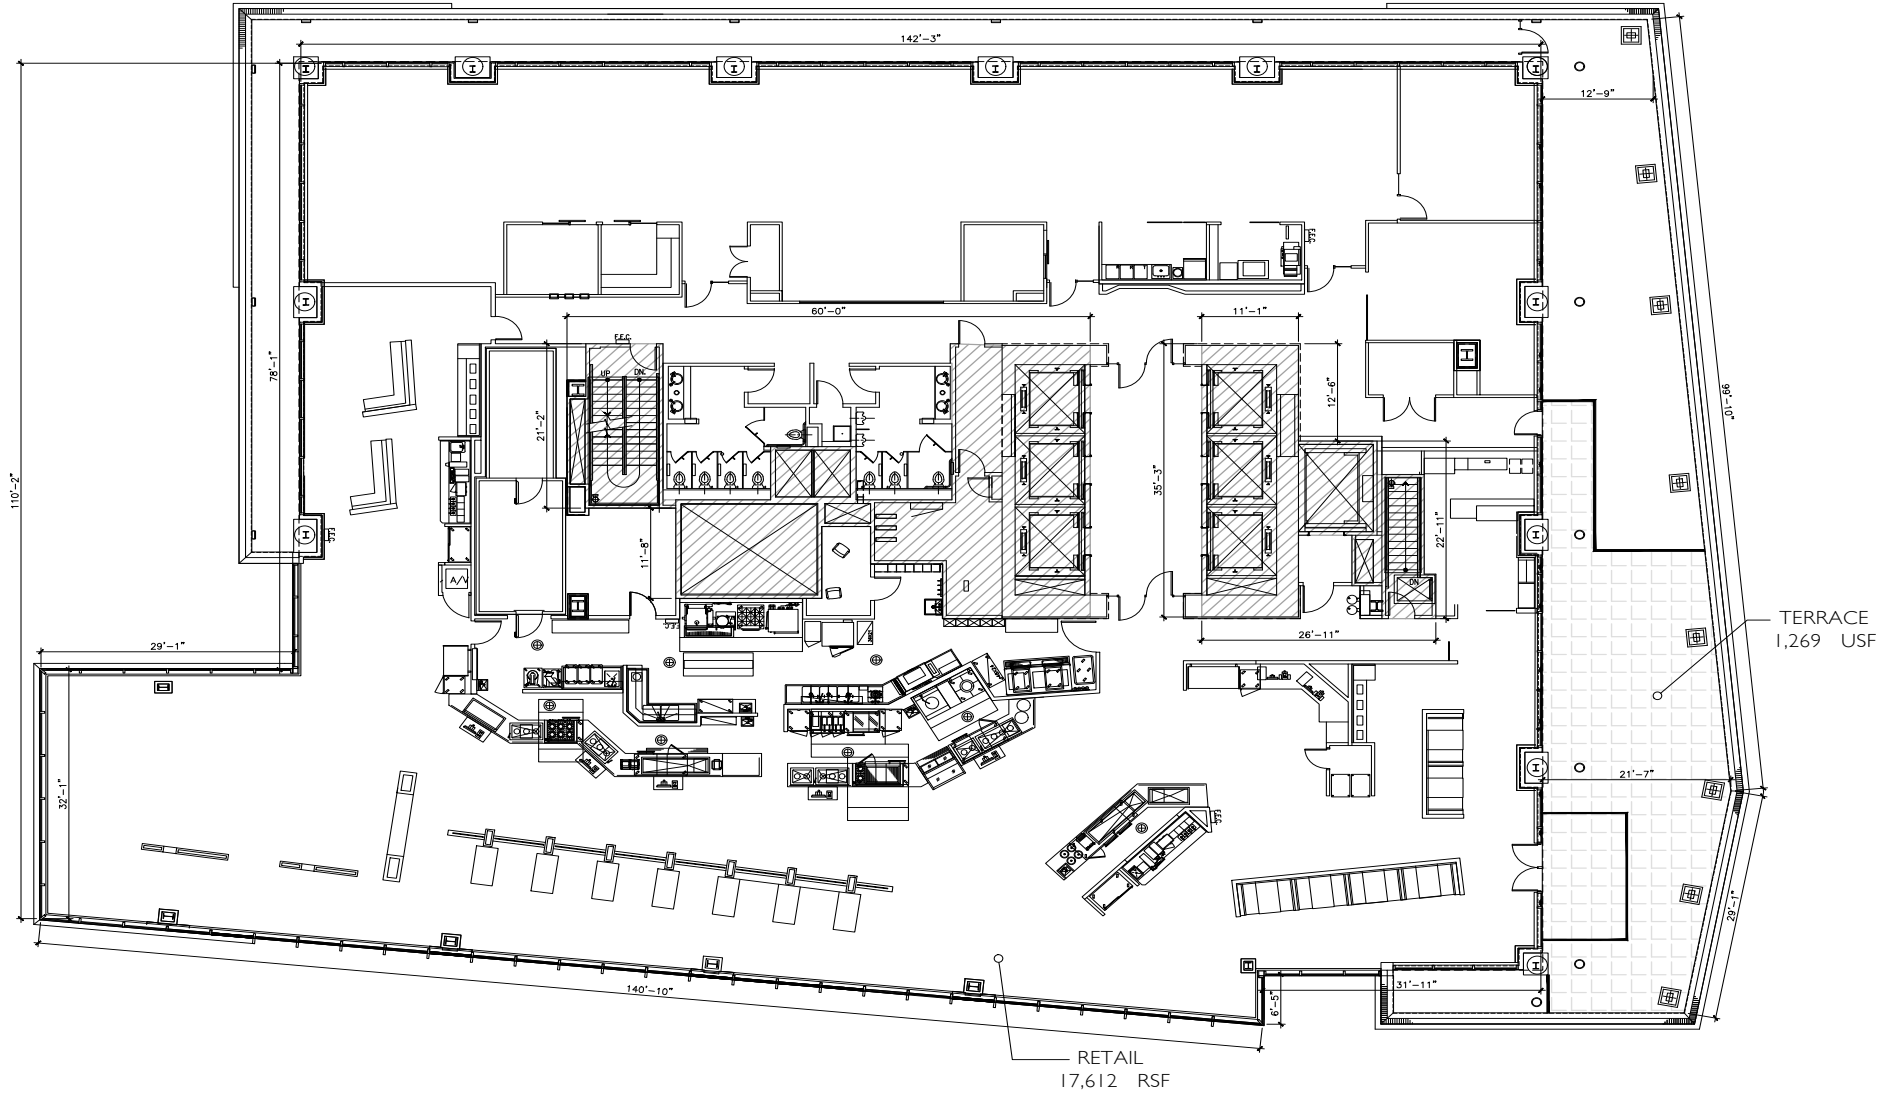 142'-3"
12'-9"
110'-2"
78'-1"
60'-0"
11'-1"
F.E.C.
UP
DN.
12'-6"
99'-10"
21'-2"
35'-3"
22'-11"
11'-8"
A/V
DN
26'-11"
29'-1"
TERRACE
1,269 USF
32'-1"
21'-7"
29'-1"
140'-10"
31'-11"
6'-5"
RETAIL
17,612 RSF